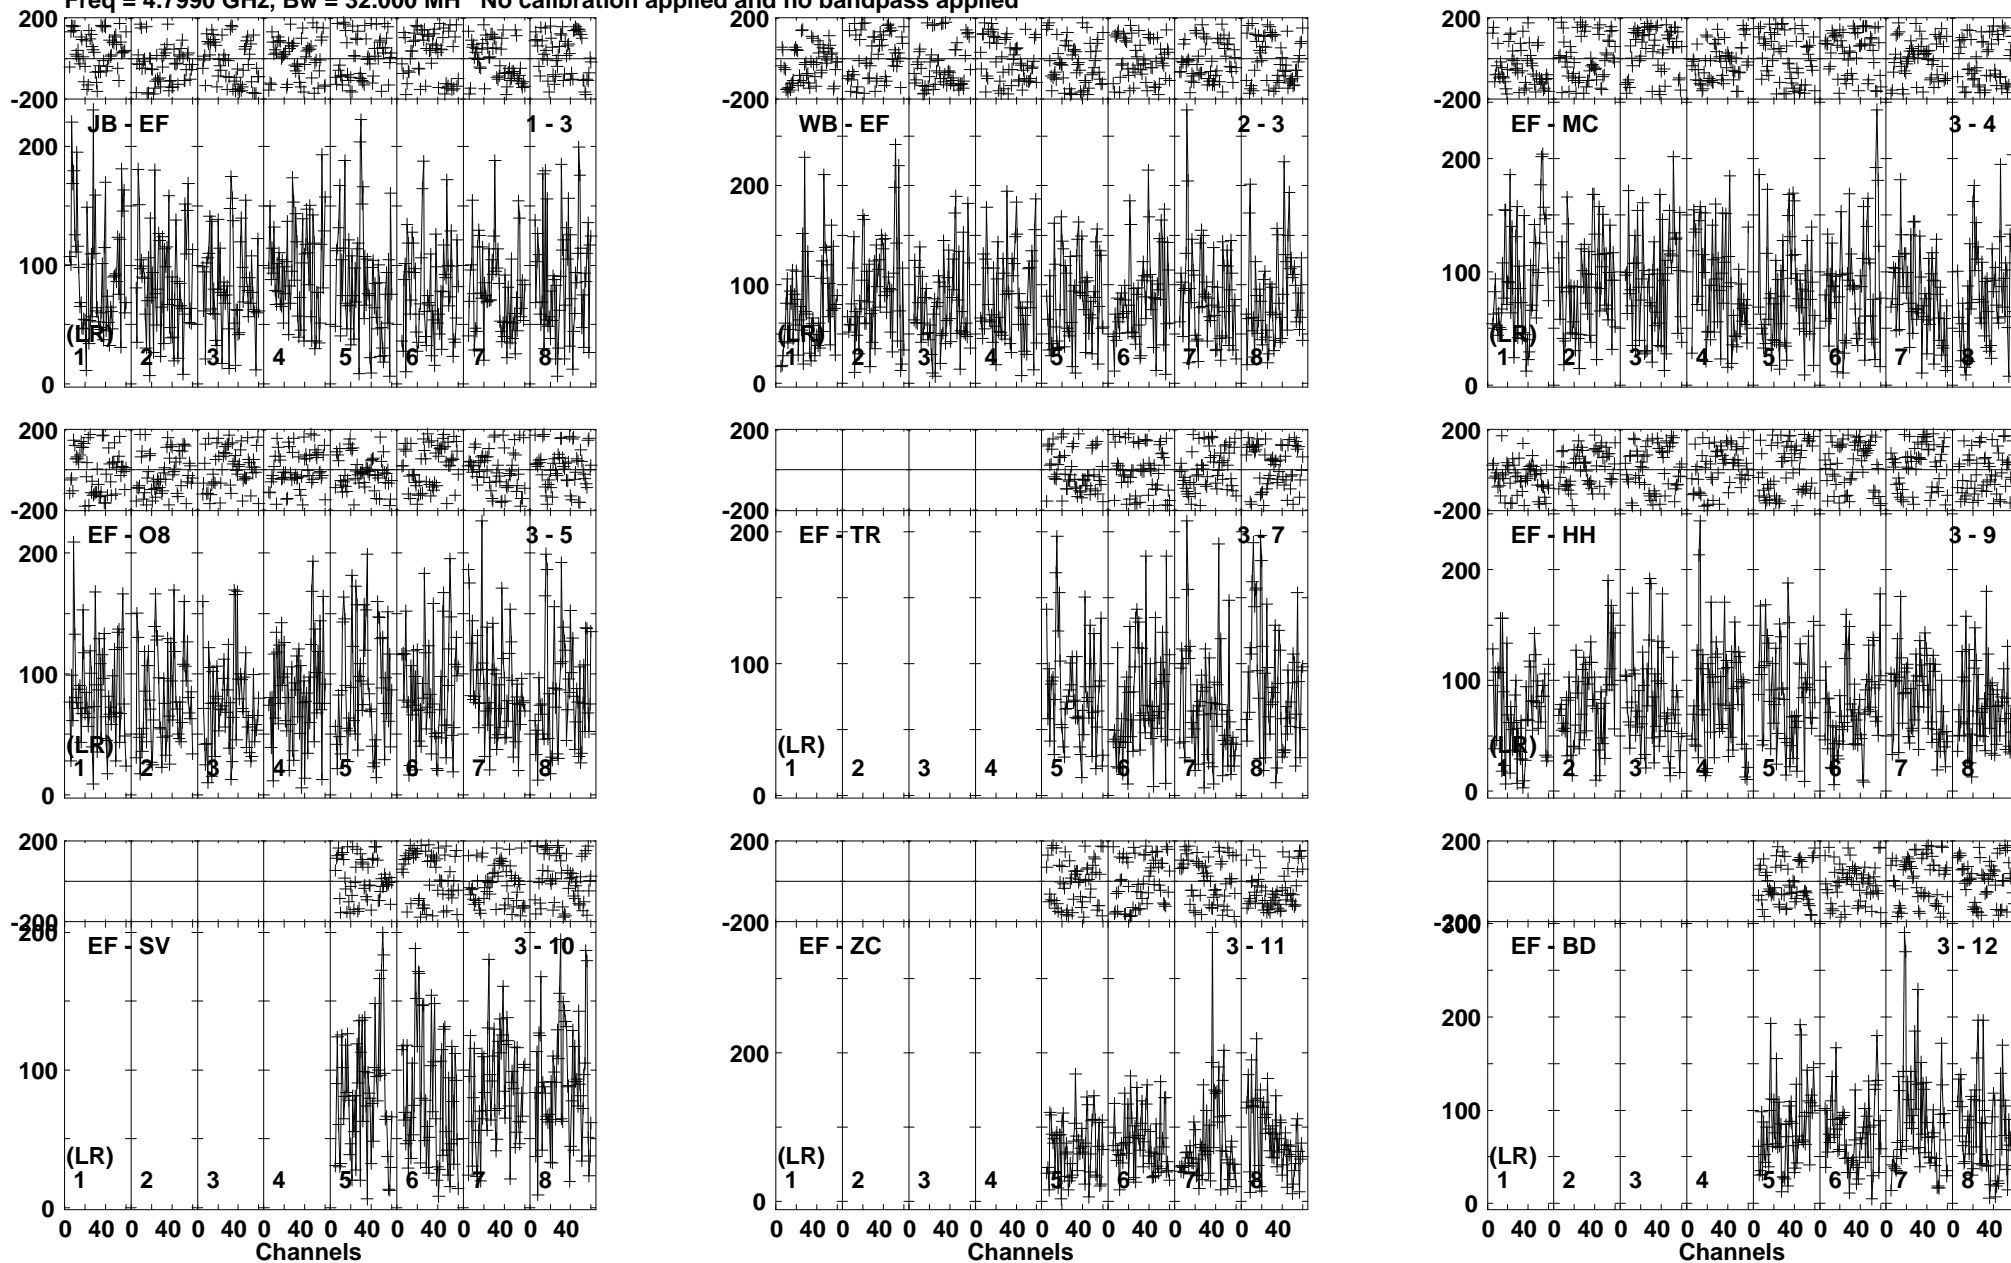 Freq = 4.7990 GHz, Bw = 32.000 MH No calibration applied and no bandpass applied
200 200 200
-200 -200 -200
JB - EF 1 - 3 WB - EF 2 - 3 EF - MC 3 - 4
200 200 200
100 100 100
(LR) (LR) (LR)
1 2 3 4 5 6 7 8 1 2 3 4 5 6 7 8 1 2 3 4 5 6 7 8
0 0 0
200 200 200
-200 -200 -200
EF - O8 3 - 5 EF - TR 3 - 7 EF - HH 3 - 9
200 200 200
100 100 100
(LR) (LR) (LR)
1 2 3 4 5 6 7 8 1 2 3 4 5 6 7 8 1 2 3 4 5 6 7 8
0 0 0
200 200 200
-200 -200 -200
200 300
EF - SV 3 - 10 EF - ZC 3 - 11 EF - BD 3 - 12
200 200
100 100
(LR) (LR) (LR)
1 2 3 4 5 6 7 8 1 2 3 4 5 6 7 8 1 2 3 4 5 6 7 8
0 0 0
0 40 0 40 0 40 0 40 0 40 0 40 0 40 0 40 0 40 0 40 0 40 0 40 0 40 0 40 0 40 0 40 0 40 0 40 0 40 0 40 0 40 0 40 0 40 0 40
Channels Channels Channels